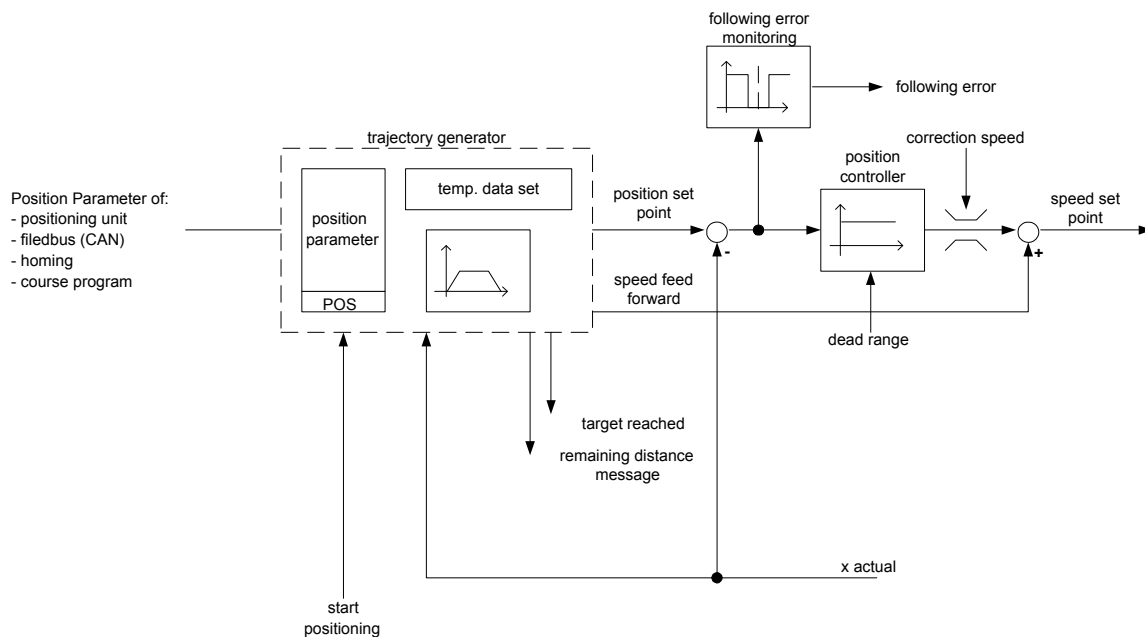 following error
monitoring
following error
trajectory generator
correction speed
position
controller
temp. data set
position set
point
speed set
point
Position Parameter of:
- positioning unit
- filedbus (CAN)
- homing
- course program
position
parameter
-
+
speed feed
forward
POS
dead range
target reached
remaining distance
message
x actual
start
positioning